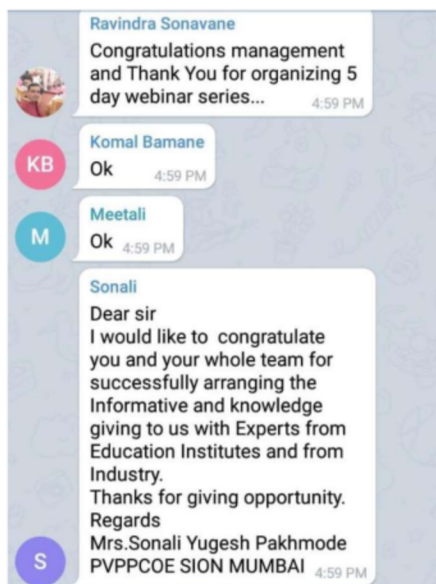 Ravindra Sonavane
Congratulations management
and Thank You for organizing 5
day webinar series...
4:59 PM
KB
Komal Bamane
Ok
4:59 PM
M
Meetali
Ok
4:59 PM
Sonali
Dear sir
I would like to congratulate
you and your whole team for
successfully arranging the
Informative and knowledge
giving to us with Experts from
Education Institutes and from
Industry.
Thanks for giving opportunity.
Regards
Mrs.Sonali Yugesh Pakhmode
PVPPCOE SION MUMBAI
4:59 PM
S